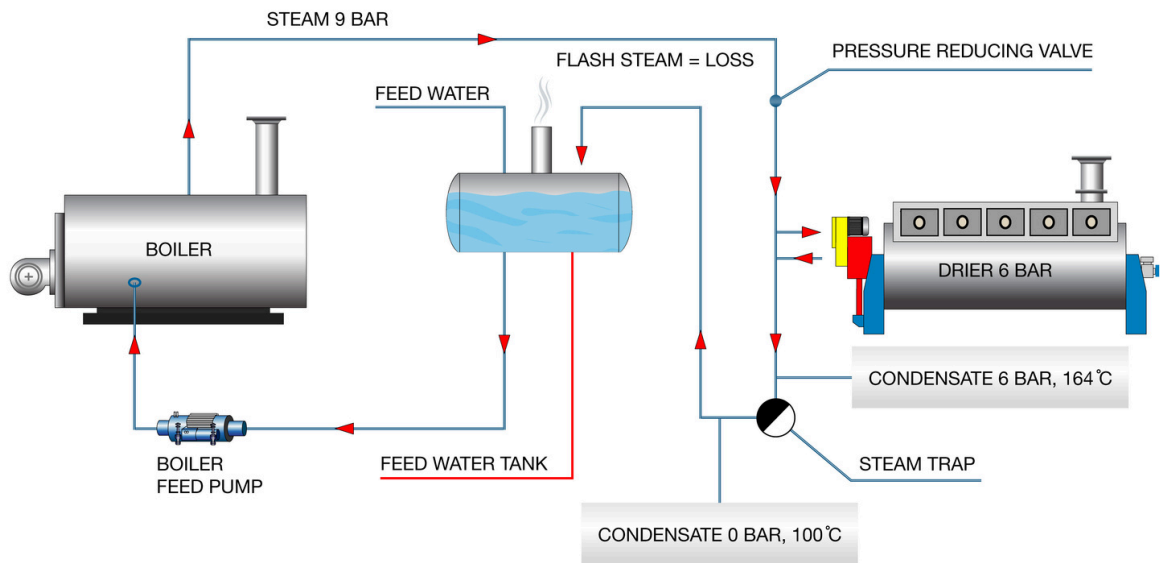 STEAM 9 BAR
FLASH STEAM = LOSS
PRESSURE REDUCING VALVE
FEED WATER
BOILER
DRIER 6 BAR
CONDENSATE 6 BAR, 164°C
BOILER
FEED PUMP
FEED WATER TANK
STEAM TRAP
CONDENSATE 0 BAR, 100°C